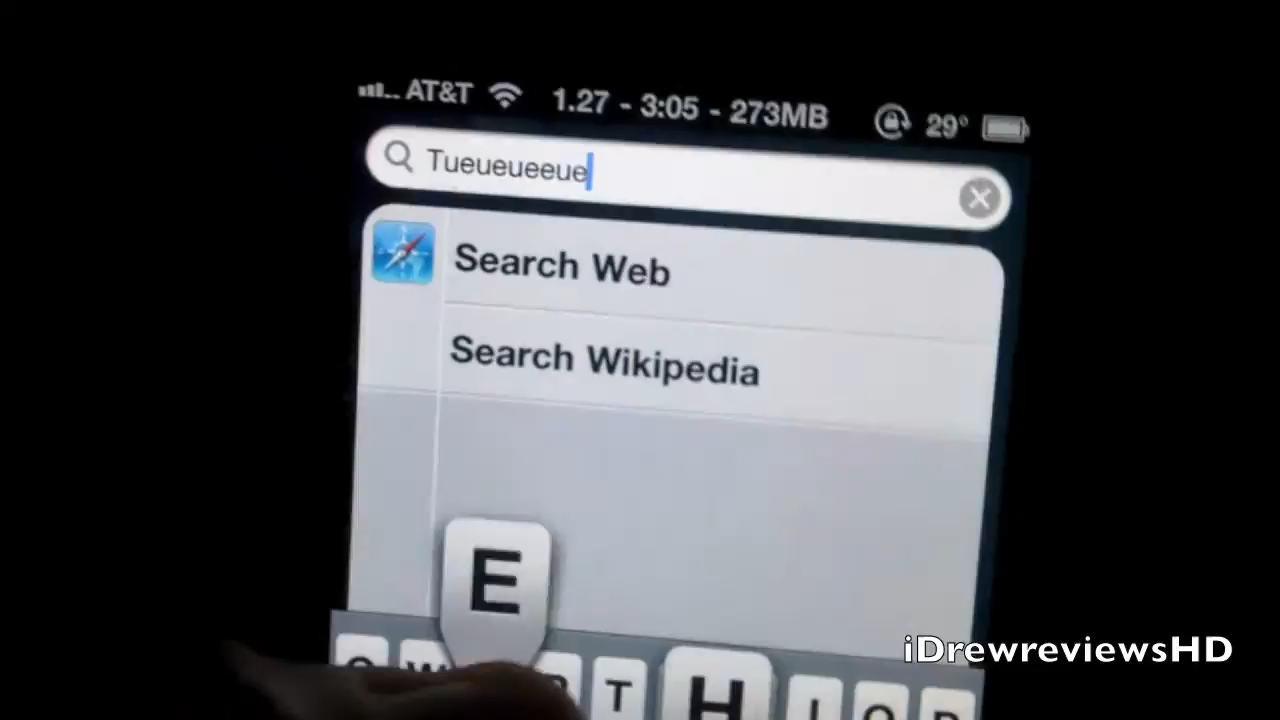 AT&T 1.27 - 3:05 - 273MB 29°
Tueueueeue
Search Web
Search Wikipedia
E
Q W T H I O P
iDrewreviewsHD